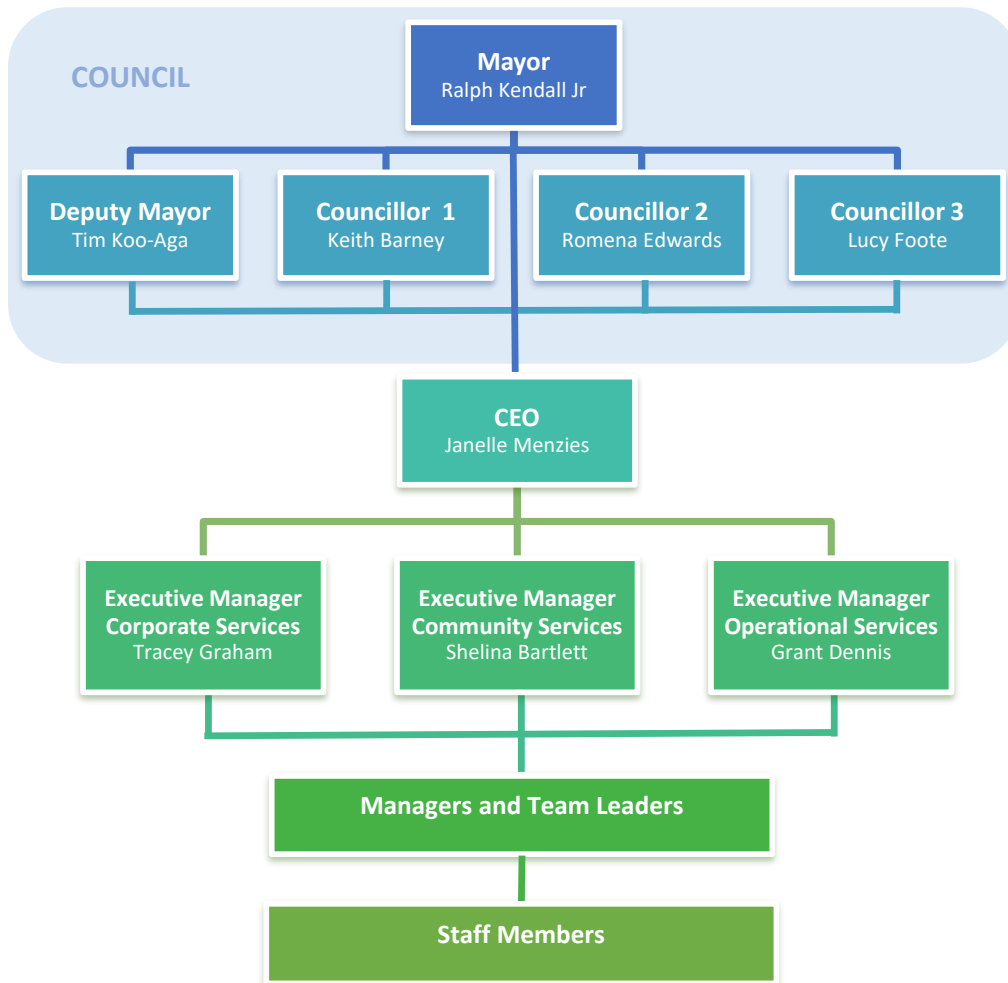 COUNCIL
Mayor
Ralph Kendall Jr
Deputy Mayor
Tim Koo-Aga
Councillor 1
Keith Barney
Councillor 2
Romena Edwards
Councillor 3
Lucy Foote
CEO
Janelle Menzies
Executive Manager
Corporate Services
Tracey Graham
Executive Manager
Community Services
Shelina Bartlett
Executive Manager
Operational Services
Grant Dennis
Managers and Team Leaders
Staff Members